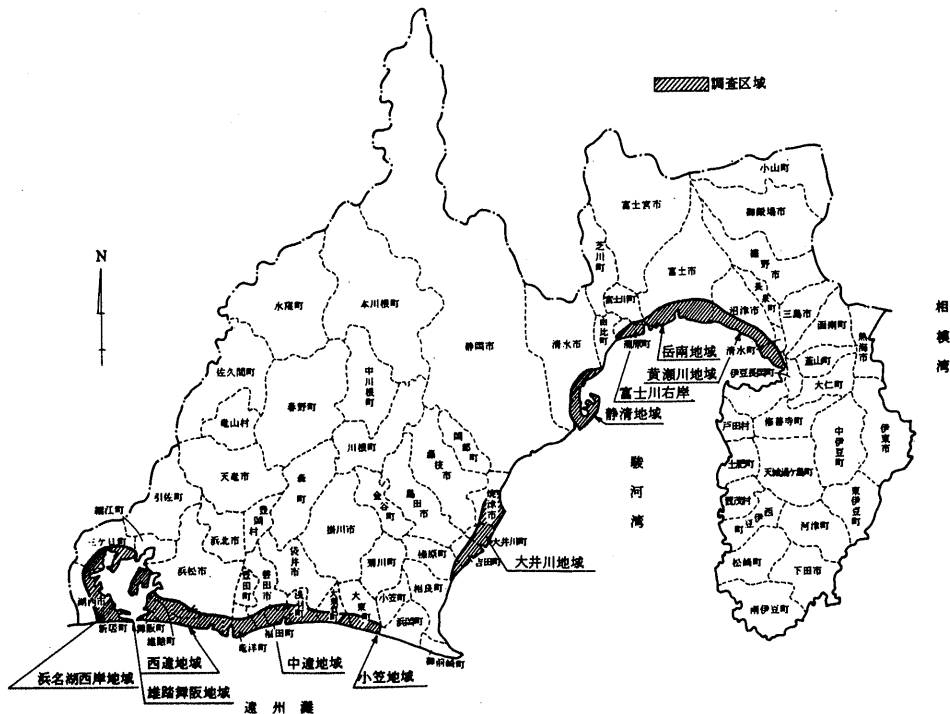 調査区域
N
小山町
富士宮市
御殿場市
芝川町
裾野市
富士市
長泉町
水窪町
本川根町
富士川町
沼津市
三島市
函南町
相模湾
静岡市
清水市
由比町
蒲原町
熱海市
岳南地域
清水町
韮山町
佐久間町
中川根町
黄瀬川地域
伊豆長岡町
大仁町
春野町
富士川右岸
竜山村
静清地域
戸田村
修善寺町
中伊豆町
伊東市
川根町
岡部町
藤枝市
天竜市
森町
駿河湾
土肥町
天城湯ケ島町
引佐町
金谷町
島田市
焼津市
賀茂村
東伊豆町
細江町
豊岡村
掛川市
西伊豆町
河津町
三ケ日町
浜北市
袋井市
大井川町
榛原町
吉田町
大井川地域
浜松市
菊川町
松崎町
下田市
豊田町
磐田市
相良町
湖西市
浅羽町
大須賀町
大東町
小笠町
浜岡町
南伊豆町
新居町
舞阪町
雄踏町
福田町
竜洋町
御前崎町
西遠地域
中遠地域
小笠地域
浜名湖西岸地域
雄踏舞阪地域
遠州灘